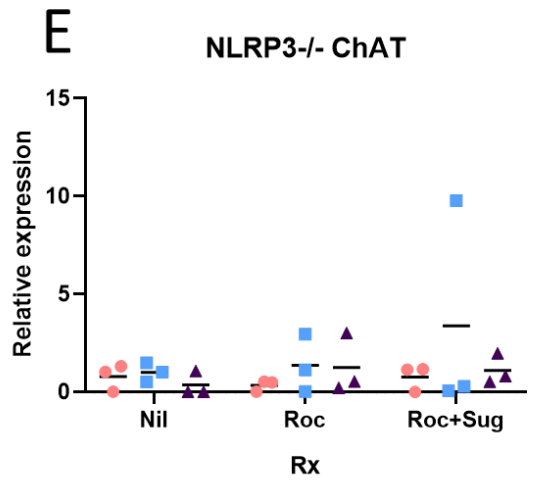 E
NLRP3-/- ChAT
15
10
5
0
Relative expression
Nil Roc Roc+Sug
Rx